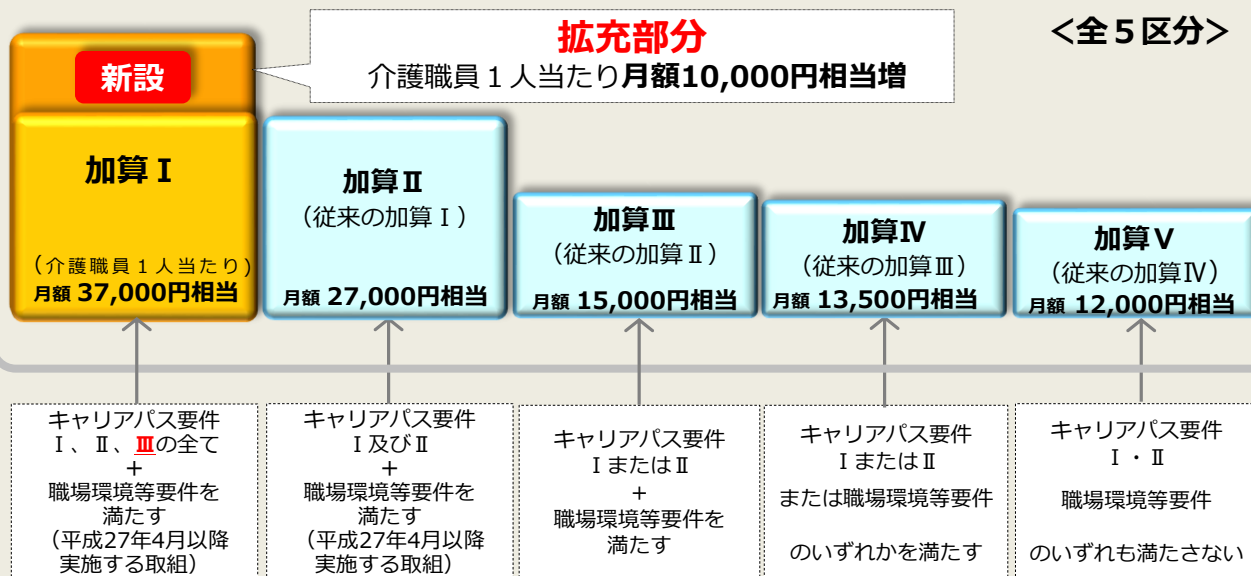 <全５区分>
拡充部分
介護職員１人当たり月額10,000円相当増
新設
加算Ⅰ
(介護職員１人当たり)
月額 37,000円相当
加算Ⅱ
（従来の加算Ⅰ）
月額 27,000円相当
加算Ⅲ
（従来の加算Ⅱ）
月額 15,000円相当
加算Ⅳ
（従来の加算Ⅲ）
月額 13,500円相当
加算Ⅴ
（従来の加算Ⅳ）
月額 12,000円相当
キャリアパス要件
Ⅰ、Ⅱ、Ⅲの全て
＋
職場環境等要件を
満たす
（平成27年4月以降
実施する取組）
キャリアパス要件
Ⅰ及びⅡ
＋
職場環境等要件を
満たす
（平成27年4月以降
実施する取組）
キャリアパス要件
ⅠまたはⅡ
＋
職場環境等要件を
満たす
キャリアパス要件
ⅠまたはⅡ
または職場環境等要件
のいずれかを満たす
キャリアパス要件
Ⅰ・Ⅱ
職場環境等要件
のいずれも満たさない